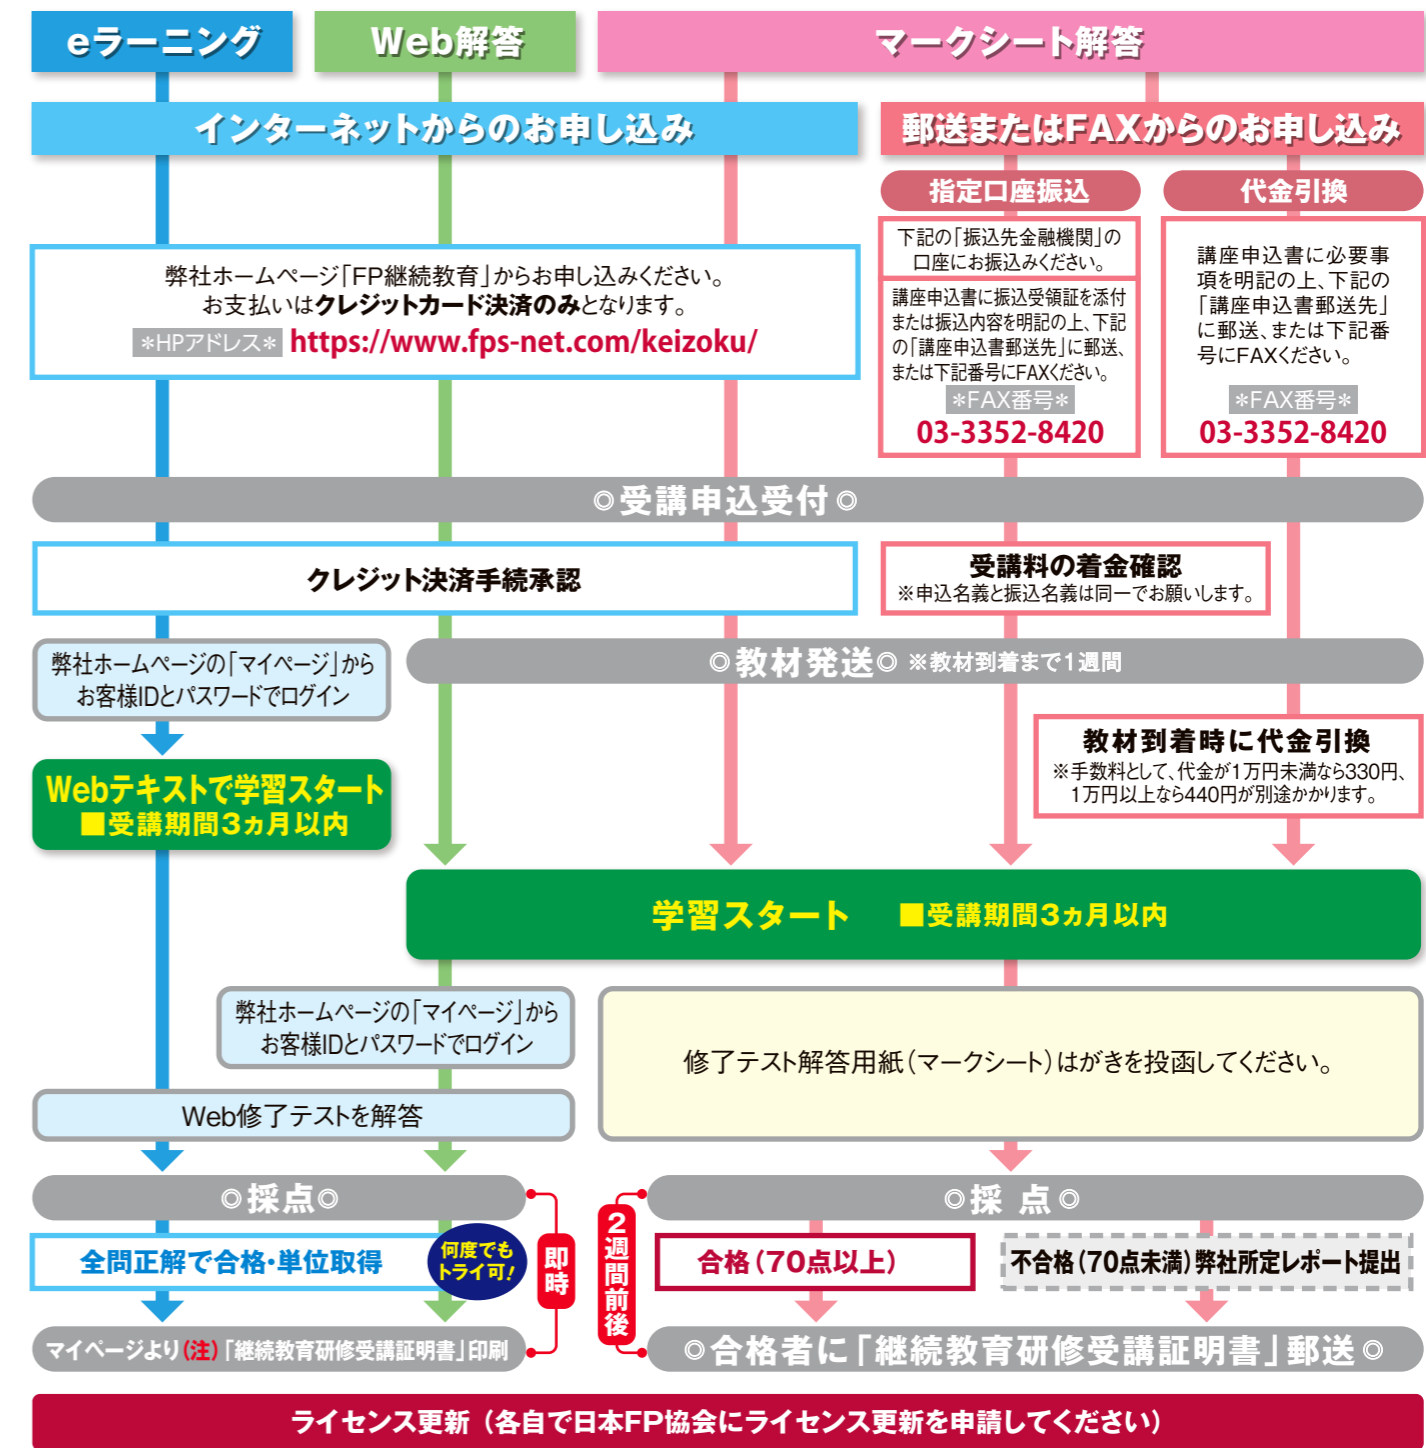 eラーニング
Web解答
マークシート解答
インターネットからのお申し込み
郵送またはFAXからのお申し込み
指定口座振込
代金引換
弊社ホームページ「FP継続教育」からお申し込みください。
お支払いはクレジットカード決済のみとなります。
*HPアドレス* https://www.fps-net.com/keizoku/
下記の「振込先金融機関」の
口座にお振込みください。
講座申込書に振込受領証を添付
または振込内容を明記の上、下記
の「講座申込書郵送先」に郵送、
または下記番号にFAXください。
*FAX番号*
03-3352-8420
講座申込書に必要事
項を明記の上、下記の
「講座申込書郵送先」
に郵送、または下記番
号にFAXください。
*FAX番号*
03-3352-8420
◎受講申込受付◎
クレジット決済手続承認
受講料の着金確認
※申込名義と振込名義は同一でお願いします。
弊社ホームページの「マイページ」から
お客様IDとパスワードでログイン
◎教材発送◎ ※教材到着まで1週間
教材到着時に代金引換
※手数料として、代金が1万円未満なら330円、
1万円以上なら440円が別途かかります。
Webテキストで学習スタート
■受講期間3ヵ月以内
学習スタート ■受講期間3ヵ月以内
弊社ホームページの「マイページ」から
お客様IDとパスワードでログイン
Web修了テストを解答
修了テスト解答用紙(マークシート)はがきを投函してください。
◎採点◎
全問正解で合格・単位取得
何度でも
トライ可!
即時
マイページより(注)「継続教育研修受講証明書」印刷
2週間前後
◎採 点◎
合格(70点以上)
不合格(70点未満)弊社所定レポート提出
◎合格者に「継続教育研修受講証明書」郵送◎
ライセンス更新(各自で日本FP協会にライセンス更新を申請してください)